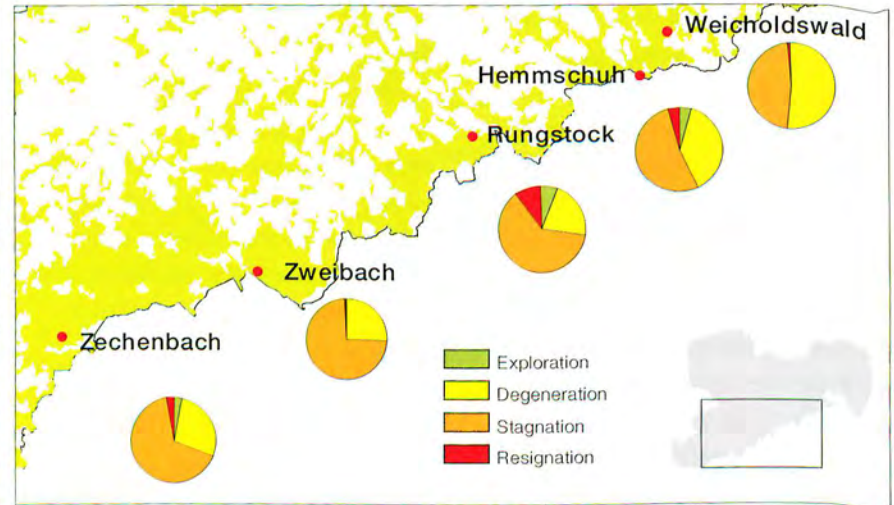 Weicholdswald
Hemmschuh
Rungstock
Zweibach
Zechenbach
Exploration
Degeneration
Stagnation
Resignation